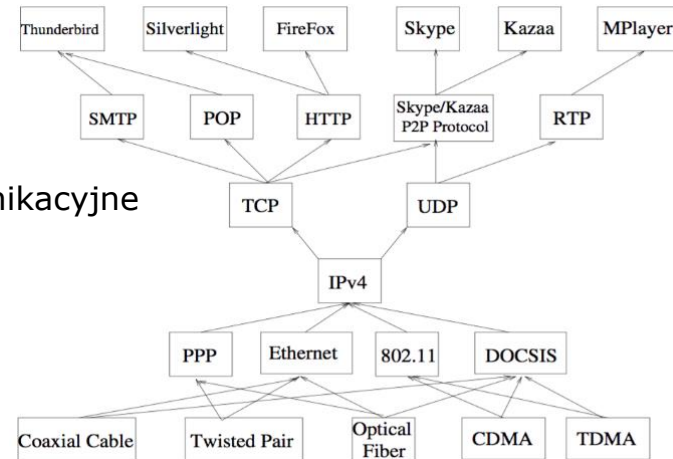 Thunderbird Silverlight FireFox Skype Kazaa MPlayer
SMTP POP HTTP Skype/Kazaa P2P Protocol RTP
nikacyjne
TCP UDP
IPv4
PPP Ethernet 802.11 DOCSIS
Coaxial Cable Twisted Pair Optical Fiber CDMA TDMA